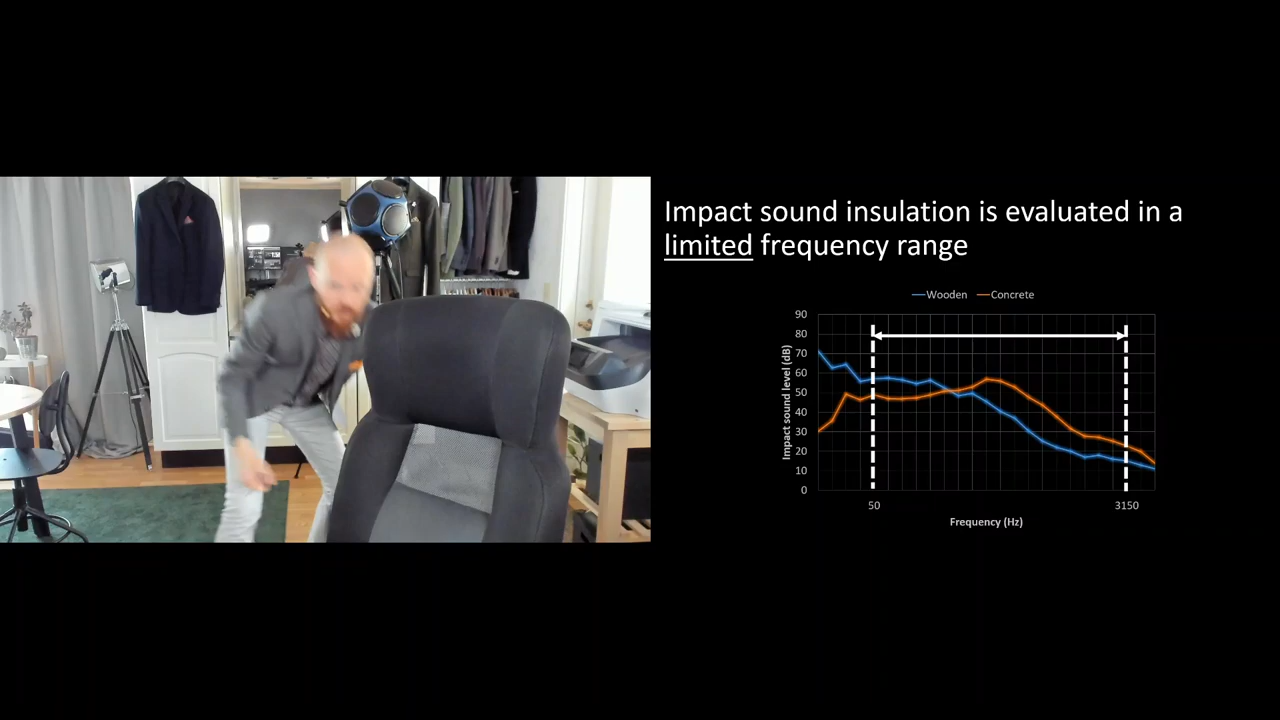 Impact sound insulation is evaluated in a
limited frequency range
Wooden Concrete
90
80
70
60
50
40
30
20
10
0
Impact sound level (dB)
50 3150
Frequency (Hz)